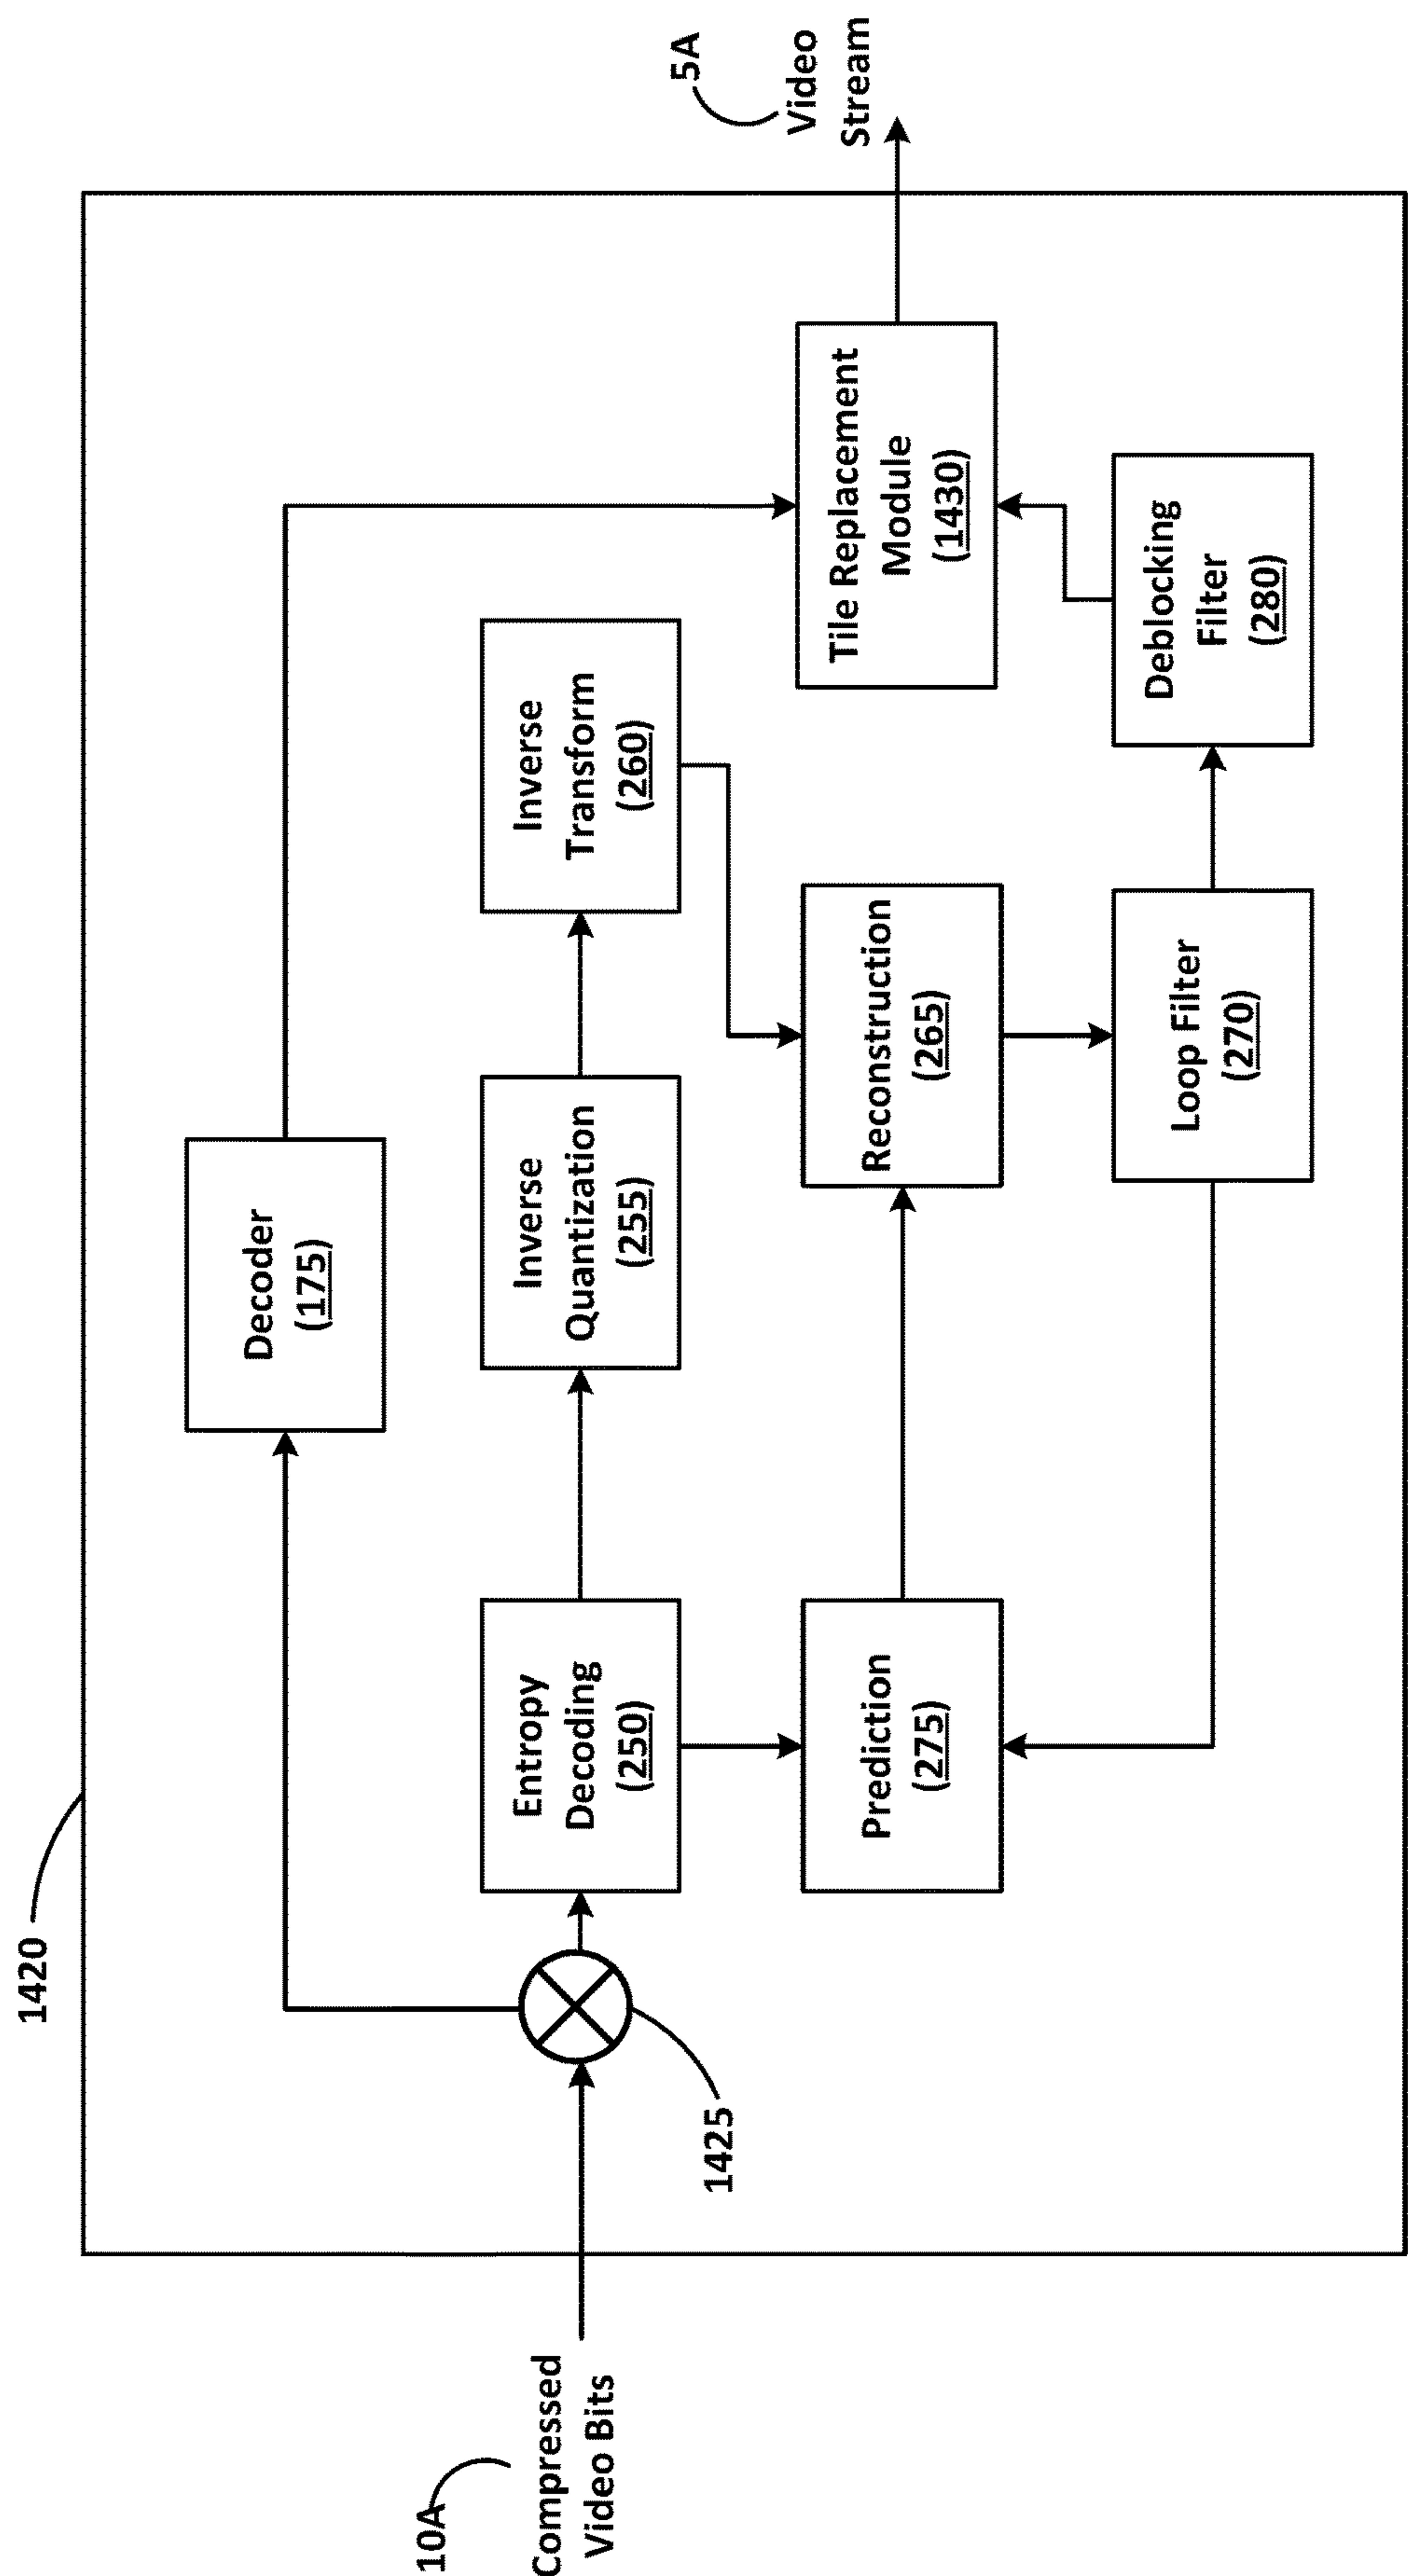 1420
5A
Video
Stream
Decoder
(175)
10A
Compressed
Video Bits
1425
Entropy
Decoding
(250)
Inverse
Quantization
(255)
Inverse
Transform
(260)
Tile Replacement
Module
(1430)
Prediction
(275)
Reconstruction
(265)
Loop Filter
(270)
Deblocking
Filter
(280)